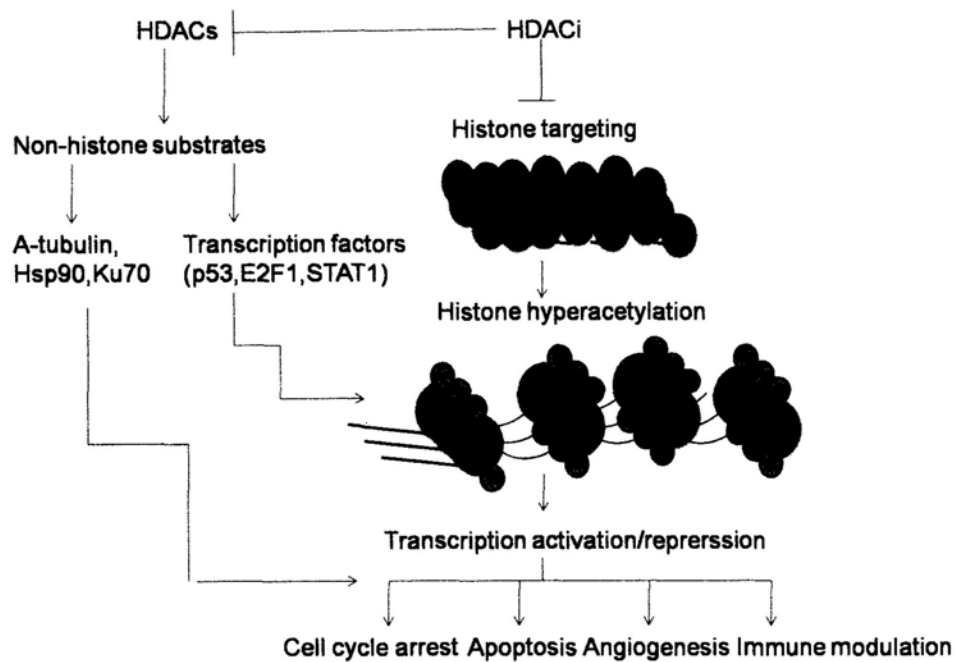 HDACs
HDACi
Histone targeting
Non-histone substrates
A-tubulin,
Hsp90,Ku70
Transcription factors
(p53,E2F1,STAT1)
Histone hyperacetylation
Transcription activation/reprerssion
Cell cycle arrest Apoptosis Angiogenesis Immune modulation